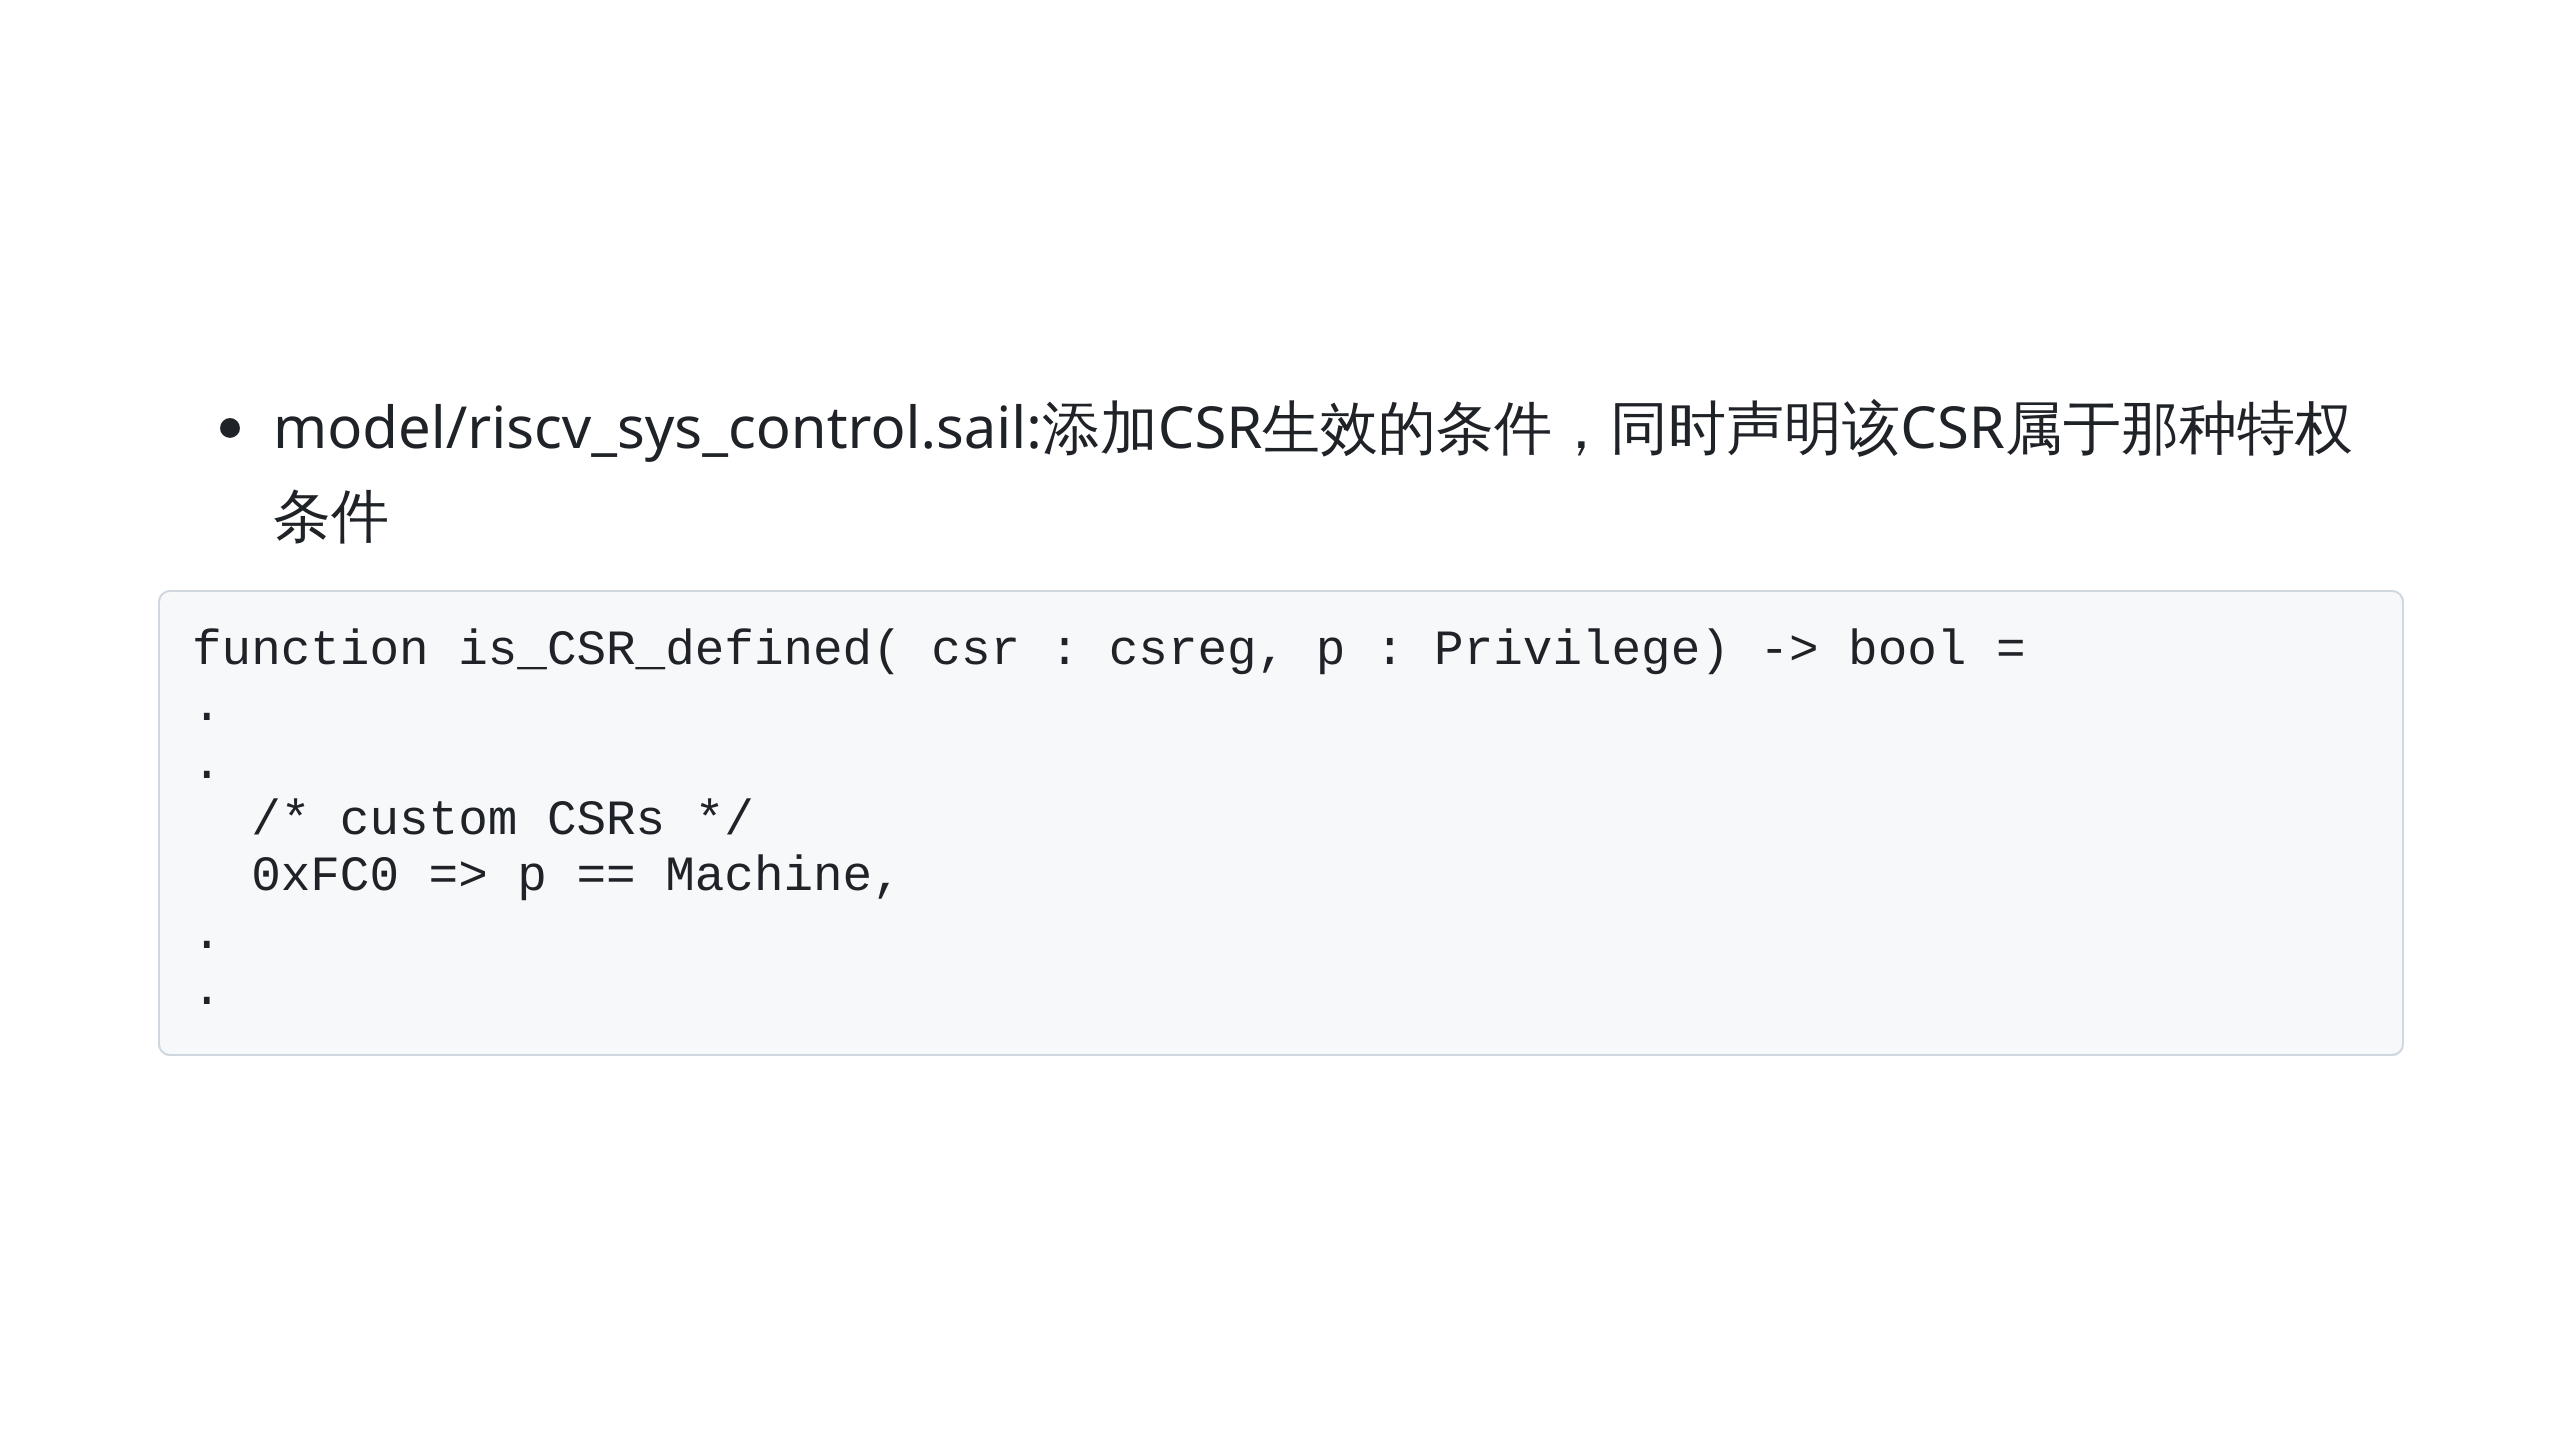 model/riscv_sys_control.sail:添加CSR生效的条件，同时声明该CSR属于那种特权
条件
function is_CSR_defined( csr : csreg, p : Privilege) -> bool =
.
.
  /* custom CSRs */
  0xFC0 => p == Machine,
.
.